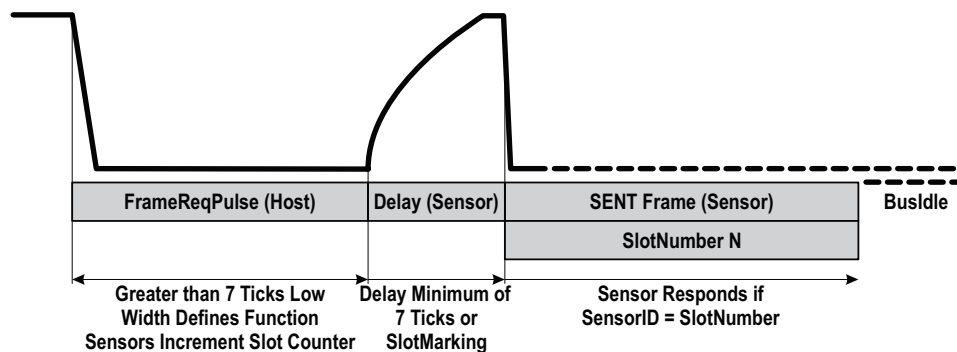 FrameReqPulse (Host)
Delay (Sensor)
SENT Frame (Sensor)
BusIdle
SlotNumber N
Greater than 7 Ticks Low
Width Defines Function
Sensors Increment Slot Counter
Delay Minimum of
7 Ticks or
SlotMarking
Sensor Responds if
SensorID = SlotNumber